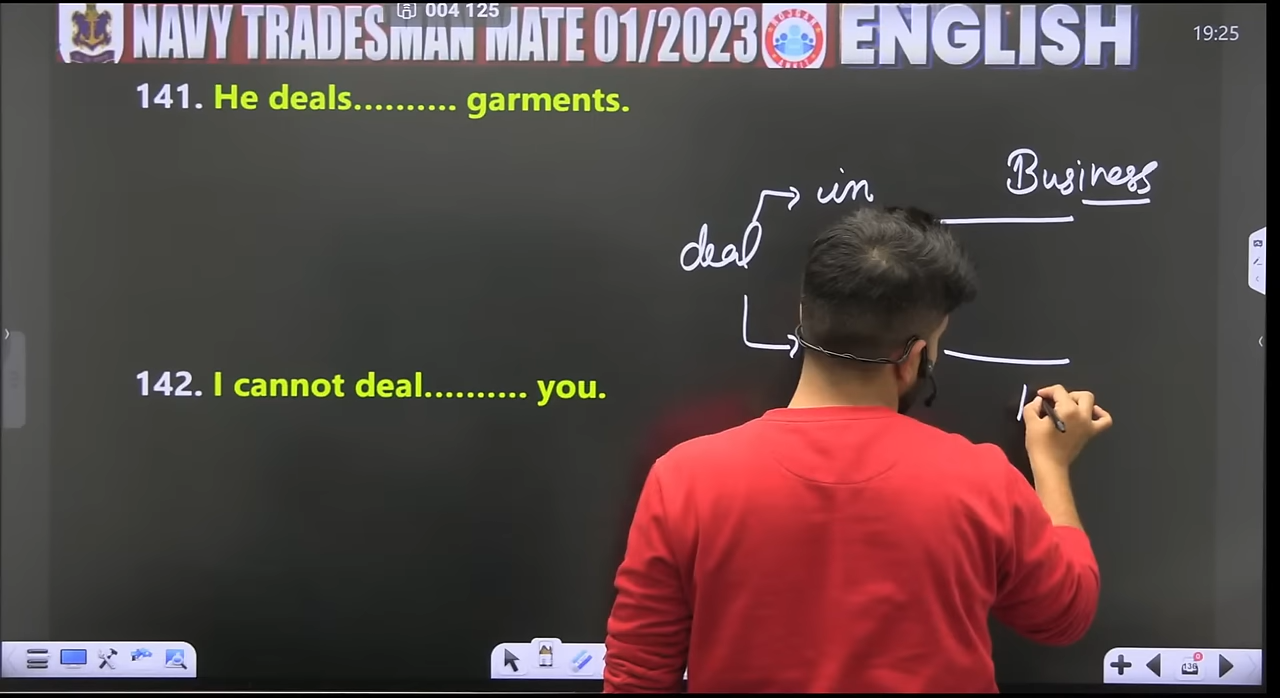 004 125
NAVY TRADESMAN MATE 01/2023 ENGLISH
19:25
141. He deals.......... garments.
in
Business
deal
142. I cannot deal.......... you.
136